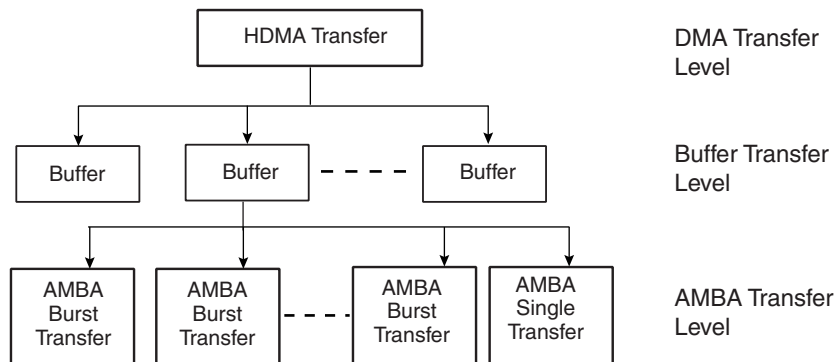 HDMA Transfer
DMA Transfer
Level
Buffer
Buffer
Buffer
Buffer Transfer
Level
AMBA
Burst
Transfer
AMBA
Burst
Transfer
AMBA
Burst
Transfer
AMBA
Single
Transfer
AMBA Transfer
Level